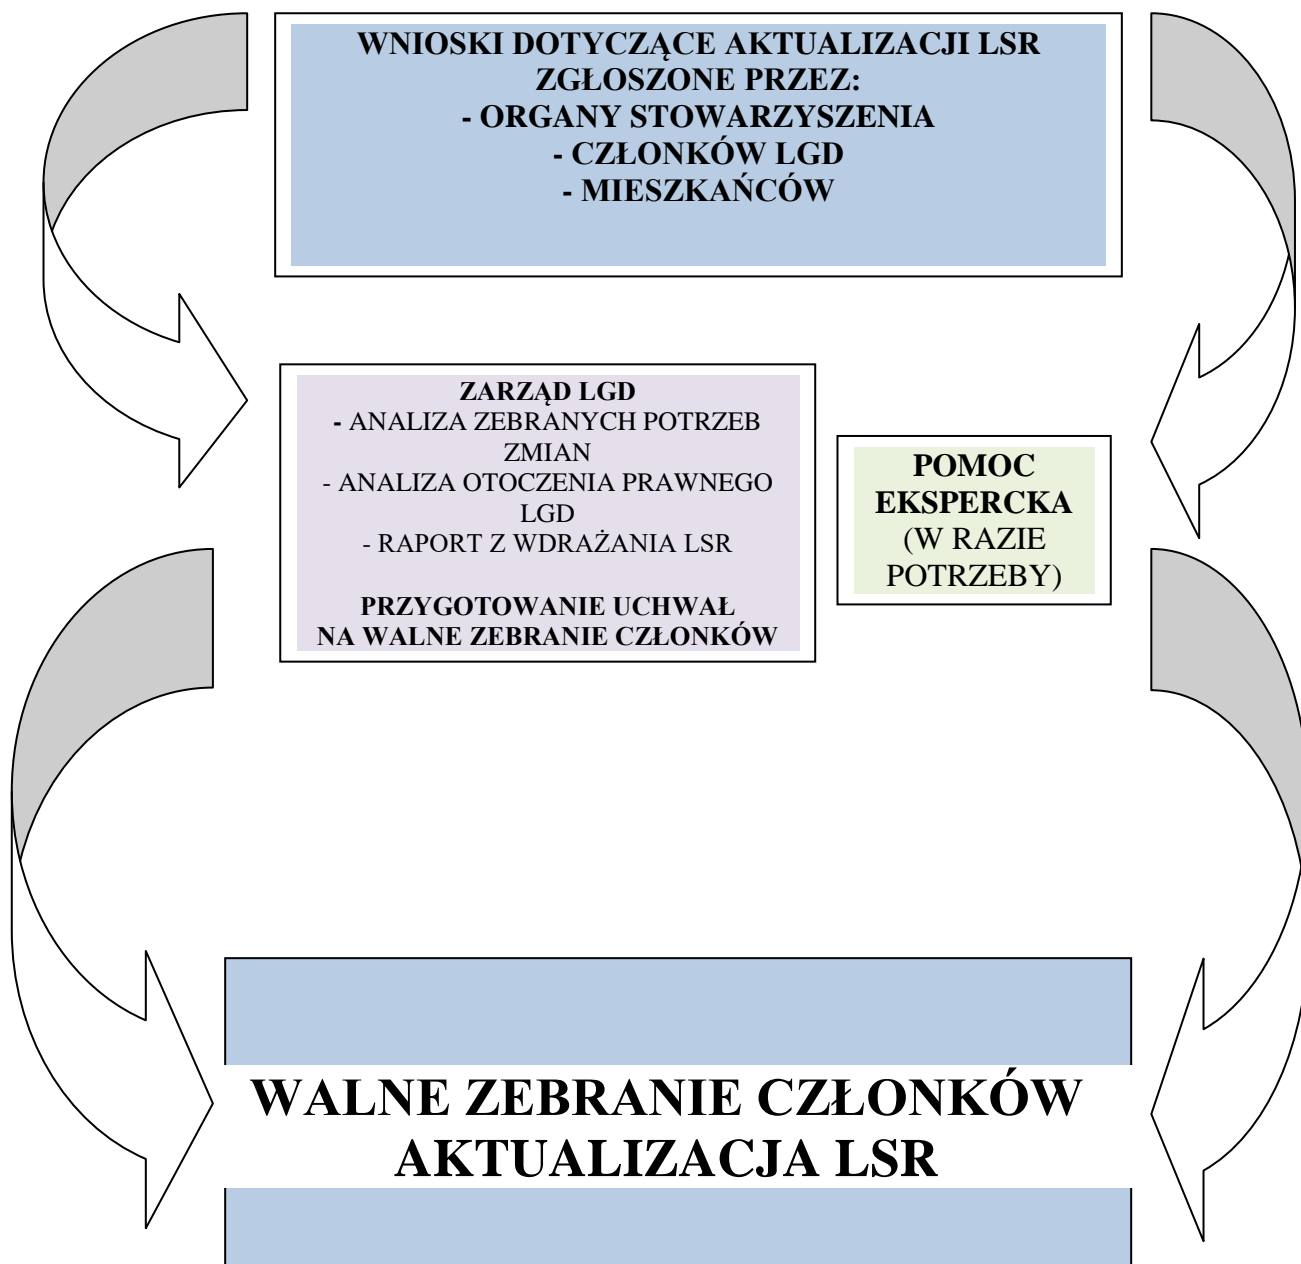 WNIOSKI DOTYCZĄCE AKTUALIZACJI LSR
ZGŁOSZONE PRZEZ:
- ORGANY STOWARZYSZENIA
- CZŁONKÓW LGD
- MIESZKAŃCÓW
ZARZĄD LGD
- ANALIZA ZEBRANYCH POTRZEB
ZMIAN
- ANALIZA OTOCZENIA PRAWNEGO
LGD
- RAPORT Z WDRAŻANIA LSR
PRZYGOTOWANIE UCHWAŁ
NA WALNE ZEBRANIE CZŁONKÓW
POMOC
EKSPERCKA
(W RAZIE
POTRZEBY)
WALNE ZEBRANIE CZŁONKÓW
AKTUALIZACJA LSR